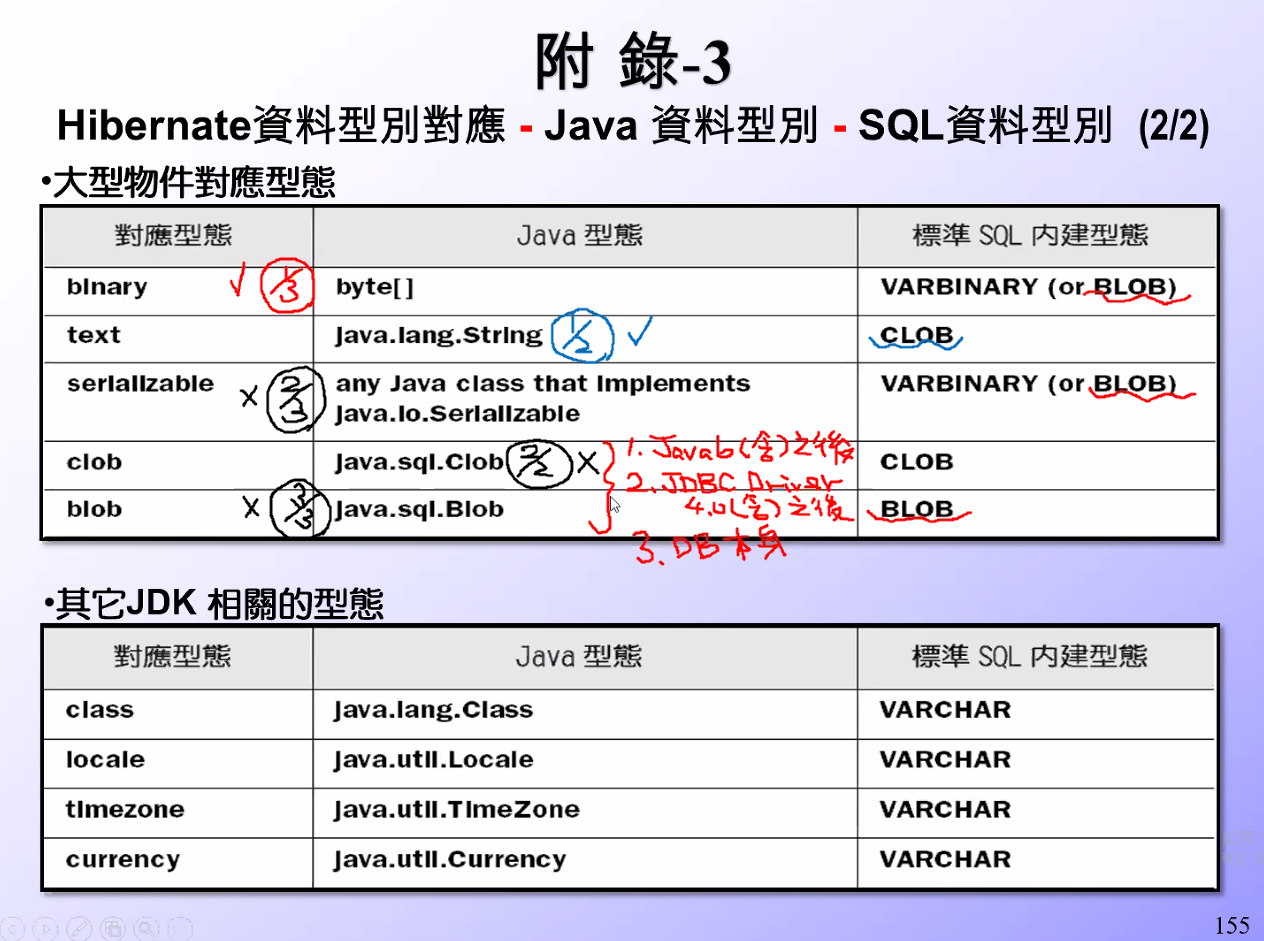 附 錄-3
Hibernate資料型別對應 - Java 資料型別 - SQL資料型別 (2/2)
•大型物件對應型態
對應型態 Java 型態 標準 SQL 內建型態
binary ✓ 1/3 byte[] VARBINARY (or BLOB)
text java.lang.String 1/2 ✓ CLOB
serializable × 2/3 any Java class that implements VARBINARY (or BLOB)
java.io.Serializable
clob java.sql.Clob 2/2 × CLOB
1. Java6(含)之後
2. JDBC Driver
4.0(含)之後
blob × 3/3 java.sql.Blob BLOB
3. DB本身
•其它JDK 相關的型態
對應型態 Java 型態 標準 SQL 內建型態
class java.lang.Class VARCHAR
locale java.util.Locale VARCHAR
timezone java.util.TimeZone VARCHAR
currency java.util.Currency VARCHAR
155